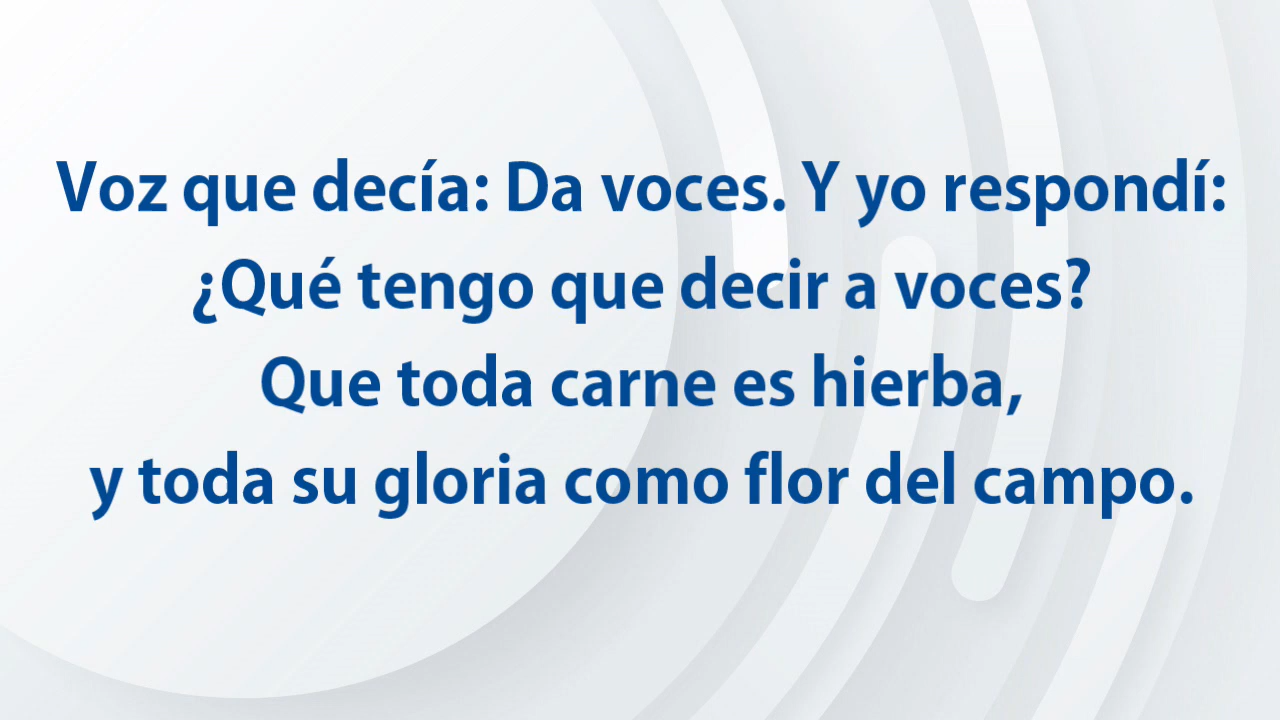 Voz que decía: Da voces. Y yo respondí:
¿Qué tengo que decir a voces?
Que toda carne es hierba,
y toda su gloria como flor del campo.